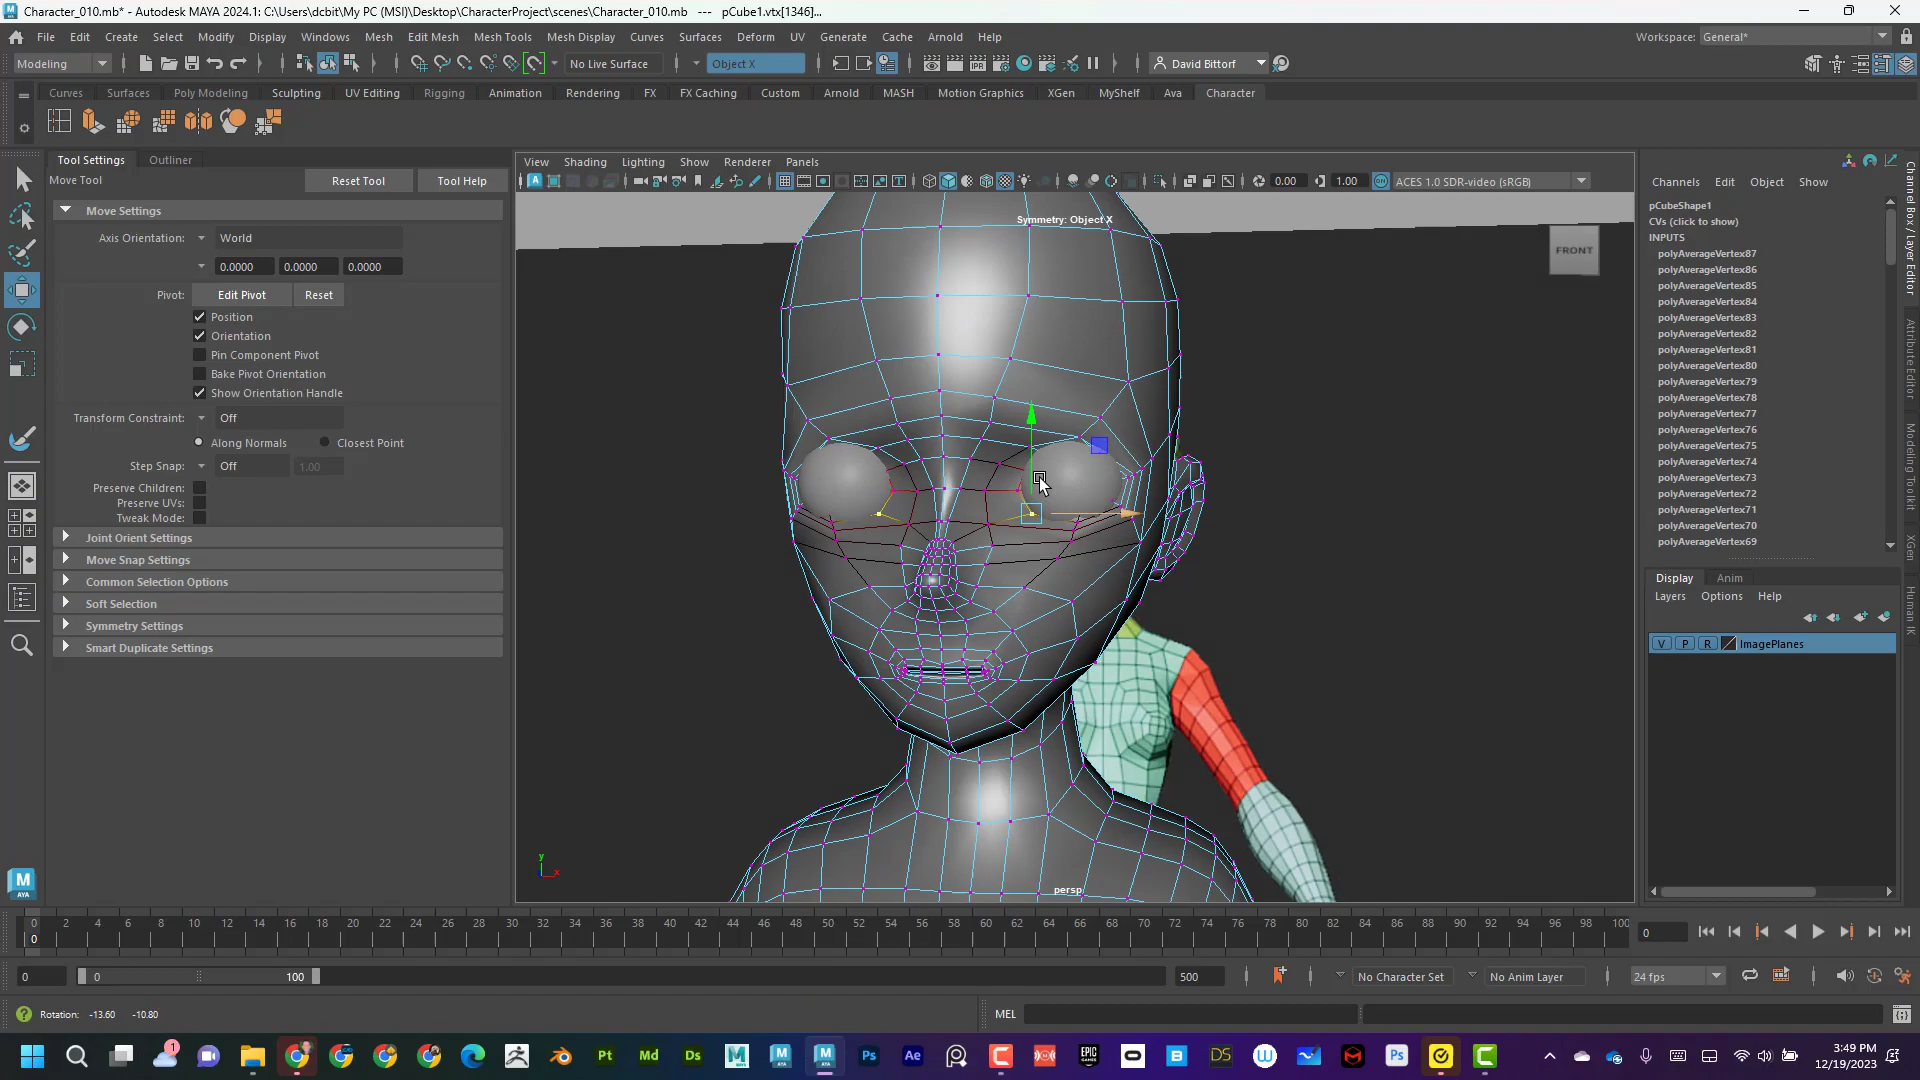 Character_010.mb* - Autodesk MAYA 2024.1: C:\Users\dcbit\My PC (MSI)\Desktop\CharacterProject\scenes\Character_010.mb   ---   pCube1.vtx[1346]...
File Edit Create Select Modify Display Windows Mesh Edit Mesh Mesh Tools Mesh Display Curves Surfaces Deform UV Generate Cache Arnold Help
Workspace: General*
Modeling
No Live Surface
Object X
David Bittorf
Curves Surfaces Poly Modeling Sculpting UV Editing Rigging Animation Rendering FX FX Caching Custom Arnold MASH Motion Graphics XGen MyShelf Ava Character
Tool Settings Outliner
Move Tool
Reset Tool
Tool Help
Move Settings
Axis Orientation: World
0.0000 0.0000 0.0000
Pivot: Edit Pivot Reset
Position
Orientation
Pin Component Pivot
Bake Pivot Orientation
Show Orientation Handle
Transform Constraint: Off
Along Normals Closest Point
Step Snap: Off 1.00
Preserve Children:
Preserve UVs:
Tweak Mode:
Joint Orient Settings
Move Snap Settings
Common Selection Options
Soft Selection
Symmetry Settings
Smart Duplicate Settings
View Shading Lighting Show Renderer Panels
0.00 1.00 ACES 1.0 SDR-video (sRGB)
Symmetry: Object X
FRONT
y
x
persp
Channels Edit Object Show
pCubeShape1
CVs (click to show)
INPUTS
polyAverageVertex87
polyAverageVertex86
polyAverageVertex85
polyAverageVertex84
polyAverageVertex83
polyAverageVertex82
polyAverageVertex81
polyAverageVertex80
polyAverageVertex79
polyAverageVertex78
polyAverageVertex77
polyAverageVertex76
polyAverageVertex75
polyAverageVertex74
polyAverageVertex73
polyAverageVertex72
polyAverageVertex71
polyAverageVertex70
polyAverageVertex69
Display Anim
Layers Options Help
V P R ImagePlanes
Channel Box / Layer Editor
Attribute Editor
Modeling Toolkit
XGen
Human IK
0 2 4 6 8 10 12 14 16 18 20 22 24 26 28 30 32 34 36 38 40 42 44 46 48 50 52 54 56 58 60 62 64 66 68 70 72 74 76 78 80 82 84 86 88 90 92 94 96 98 100
0
0
0 0 100 500
No Character Set
No Anim Layer
24 fps
Rotation: -13.60 -10.80
MEL
3:49 PM
12/19/2023